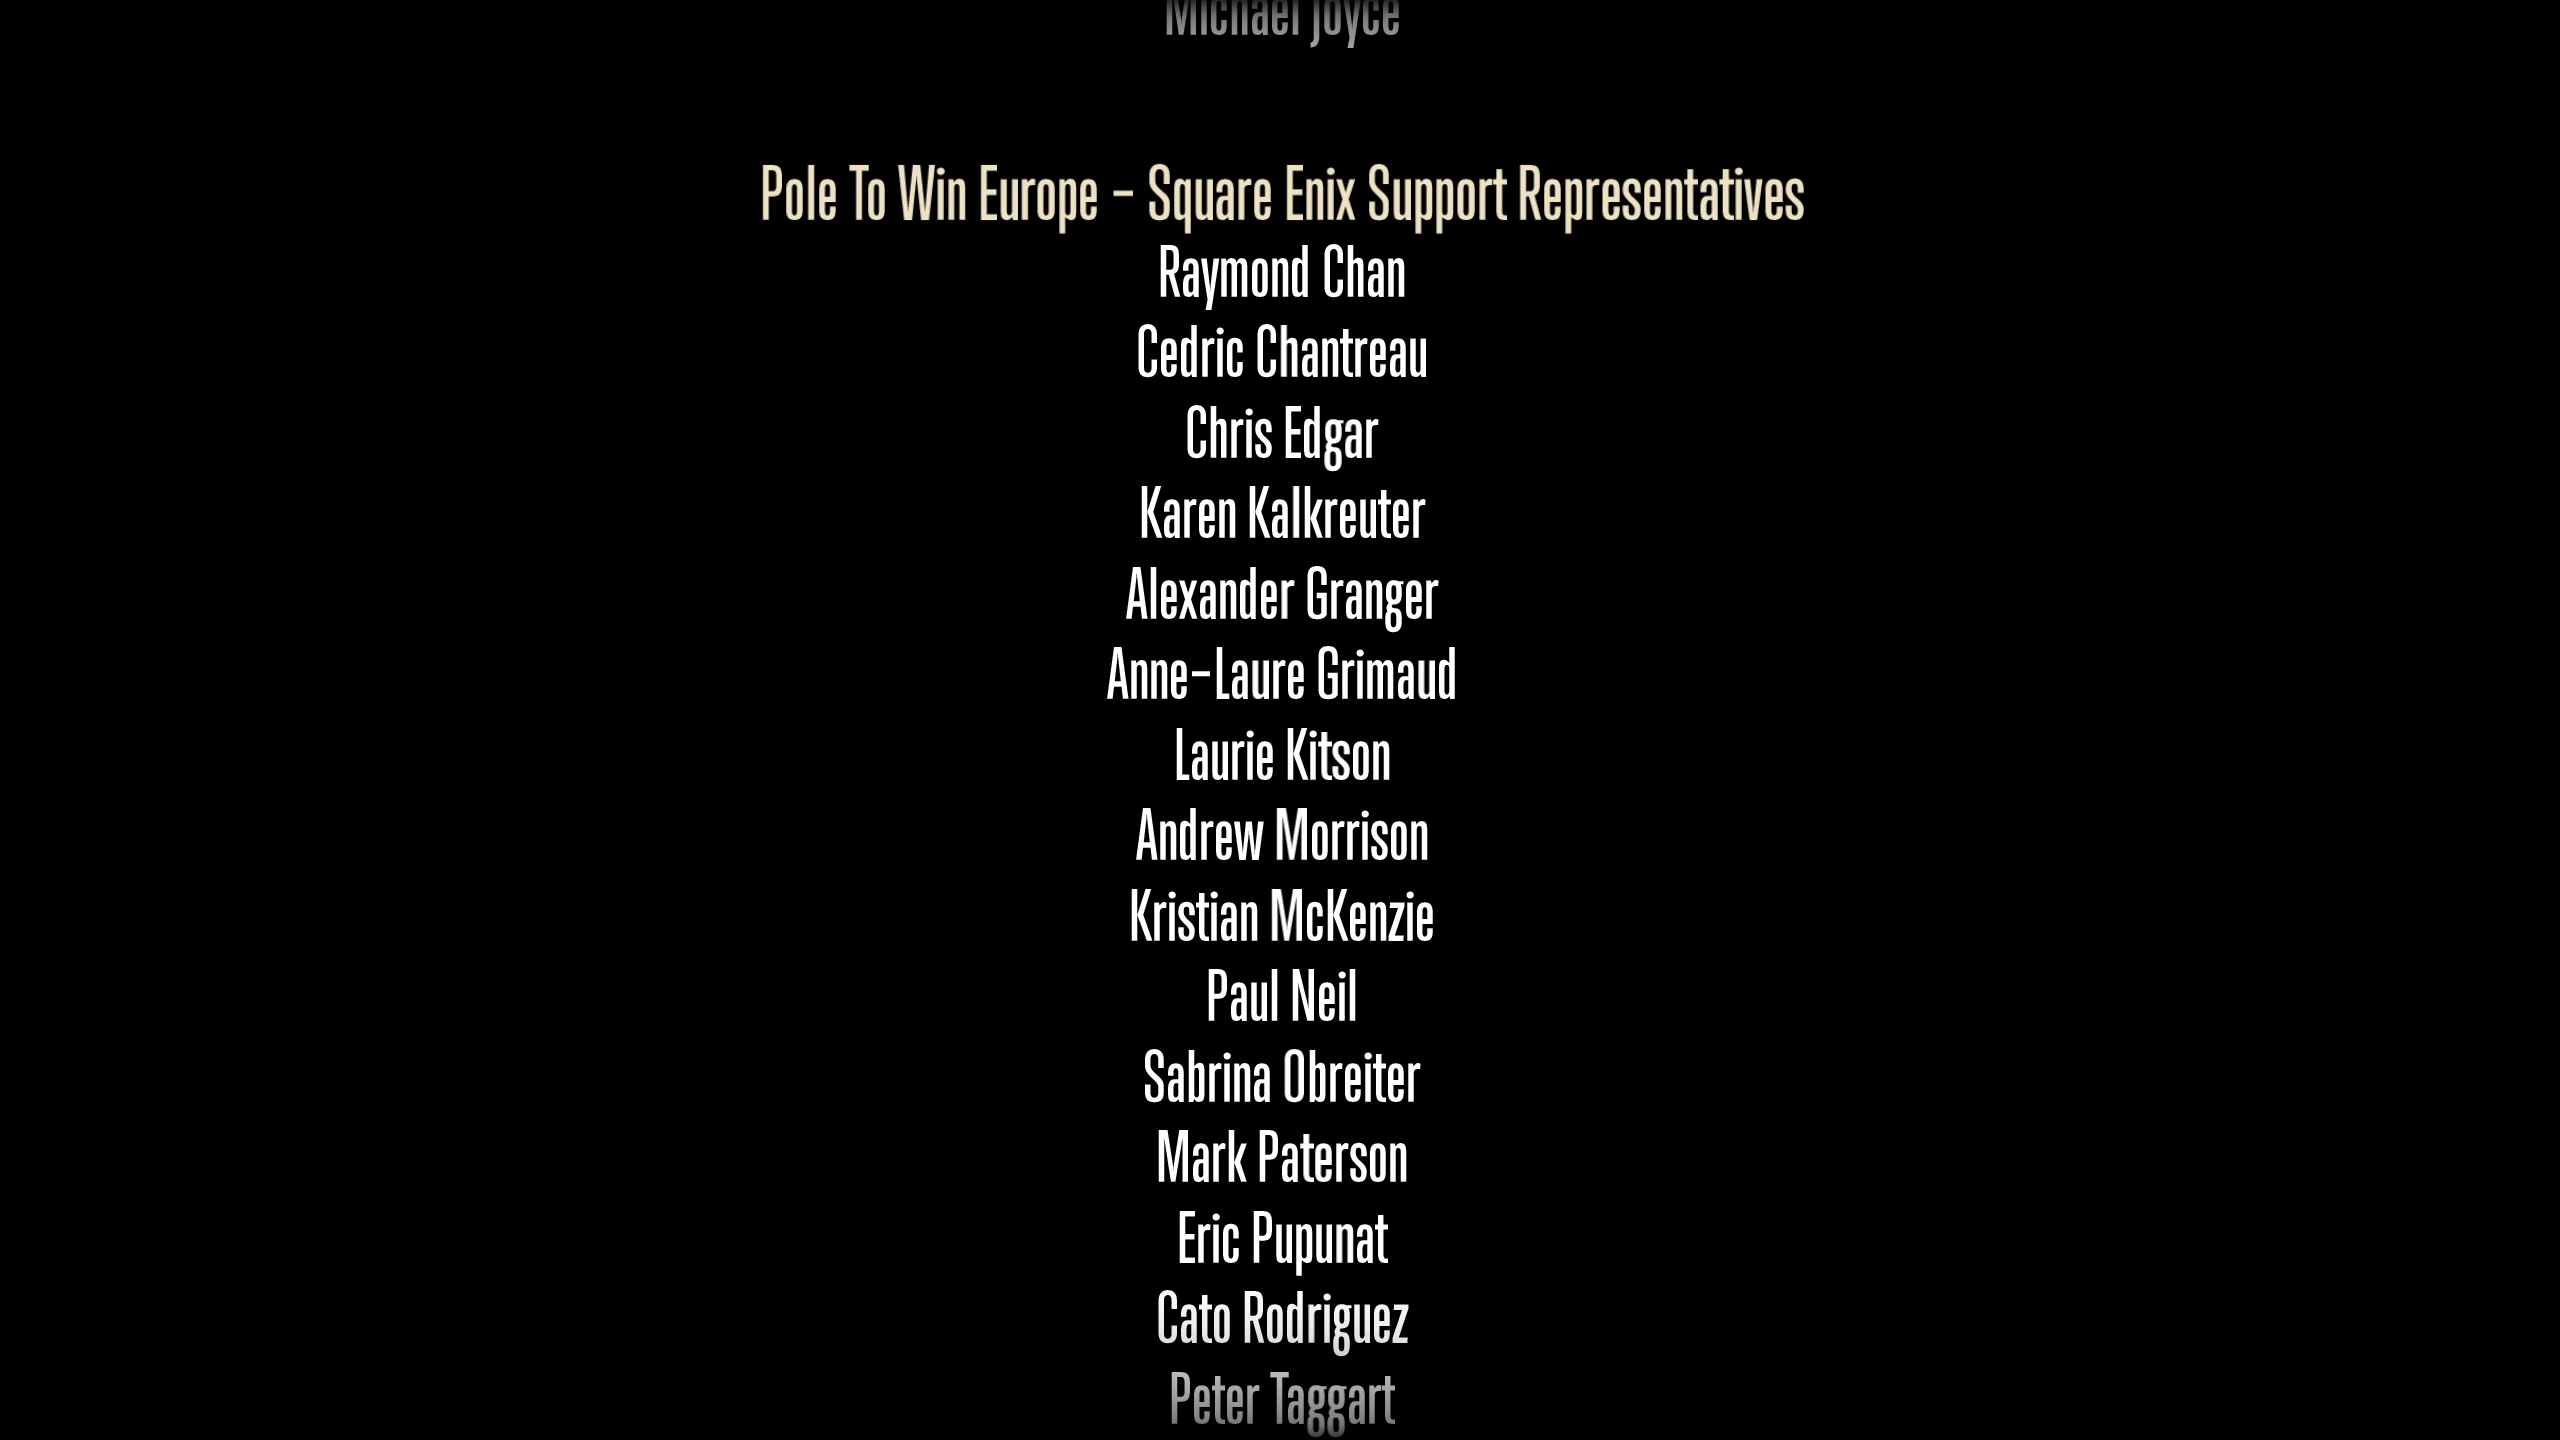 Michael Joyce
Pole To Win Europe - Square Enix Support Representatives
Raymond Chan
Cedric Chantreau
Chris Edgar
Karen Kalkreuter
Alexander Granger
Anne-Laure Grimaud
Laurie Kitson
Andrew Morrison
Kristian McKenzie
Paul Neil
Sabrina Obreiter
Mark Paterson
Eric Pupunat
Cato Rodriguez
Peter Taggart